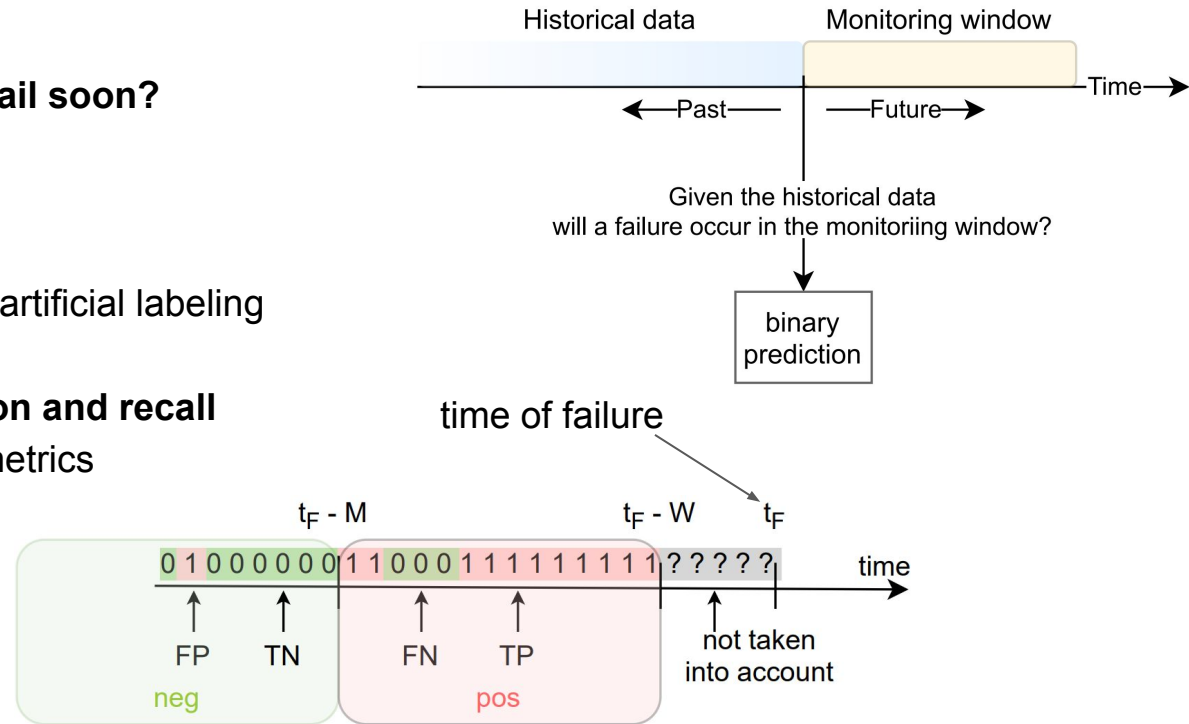 Historical data
Monitoring window
ail soon?
Time
Past
Future
Given the historical data
will a failure occur in the monitoriing window?
artificial labeling
binary
prediction
on and recall
time of failure
netrics
tF - M
tF - W
tF
0 1 0 0 0 0 0 0 1 1 0 0 0 1 1 1 1 1 1 1 1 1 ? ? ? ? ?
time
FP
TN
FN
TP
not taken
into account
neg
pos